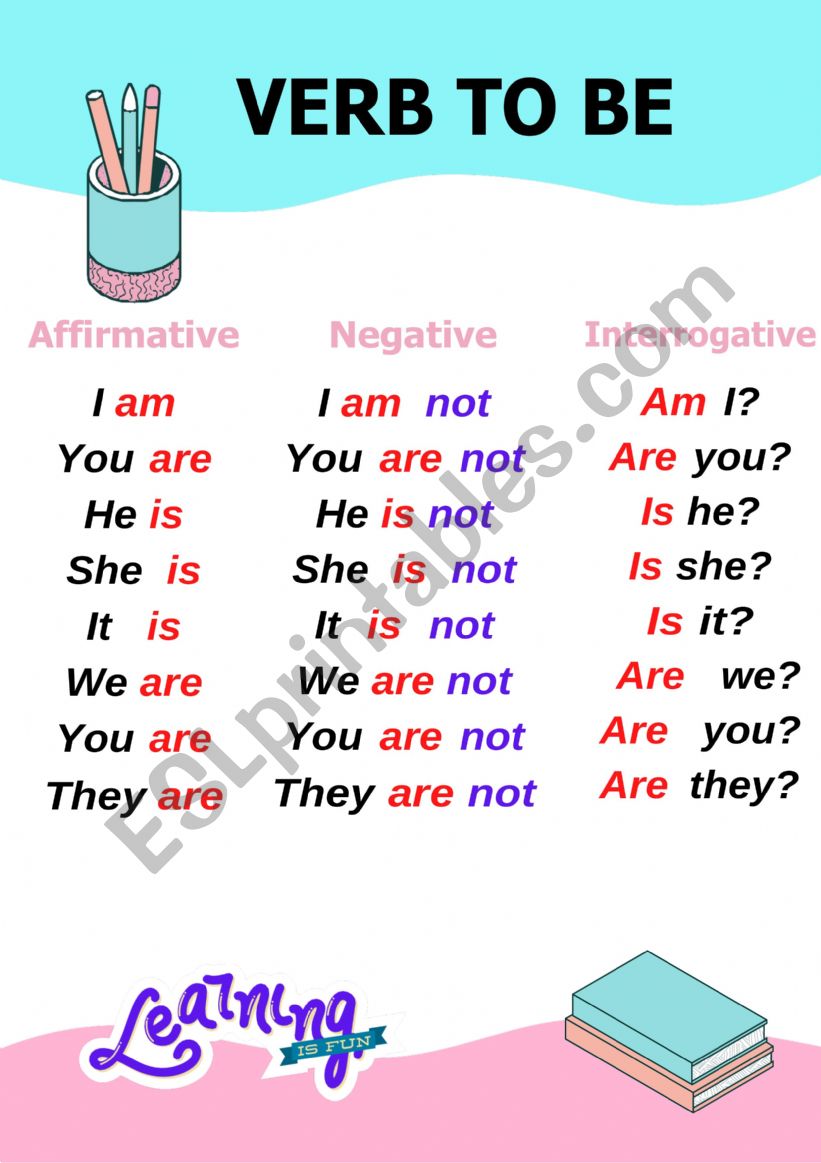 VERB TO BE
Affirmative Negative Interrogative
I am I am not Am I?
You are You are not Are you?
He is He is not Is he?
She is She is not Is she?
It is It is not Is it?
We are We are not Are we?
You are You are not Are you?
They are They are not Are they?
ESLprintables.com
Learning
IS FUN